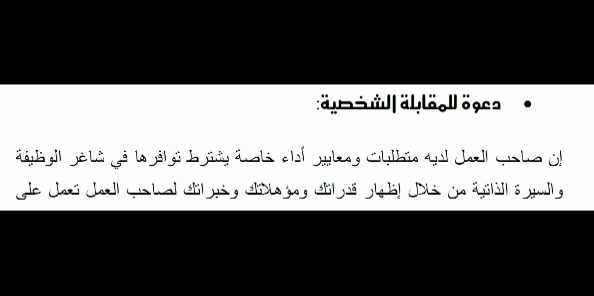 • دعوة للمقابلة الشخصية:
إن صاحب العمل لديه متطلبات ومعايير أداء خاصة يشترط توافرها في شاغر الوظيفة
والسيرة الذاتية من خلال إظهار قدراتك ومؤهلاتك وخبراتك لصاحب العمل تعمل على